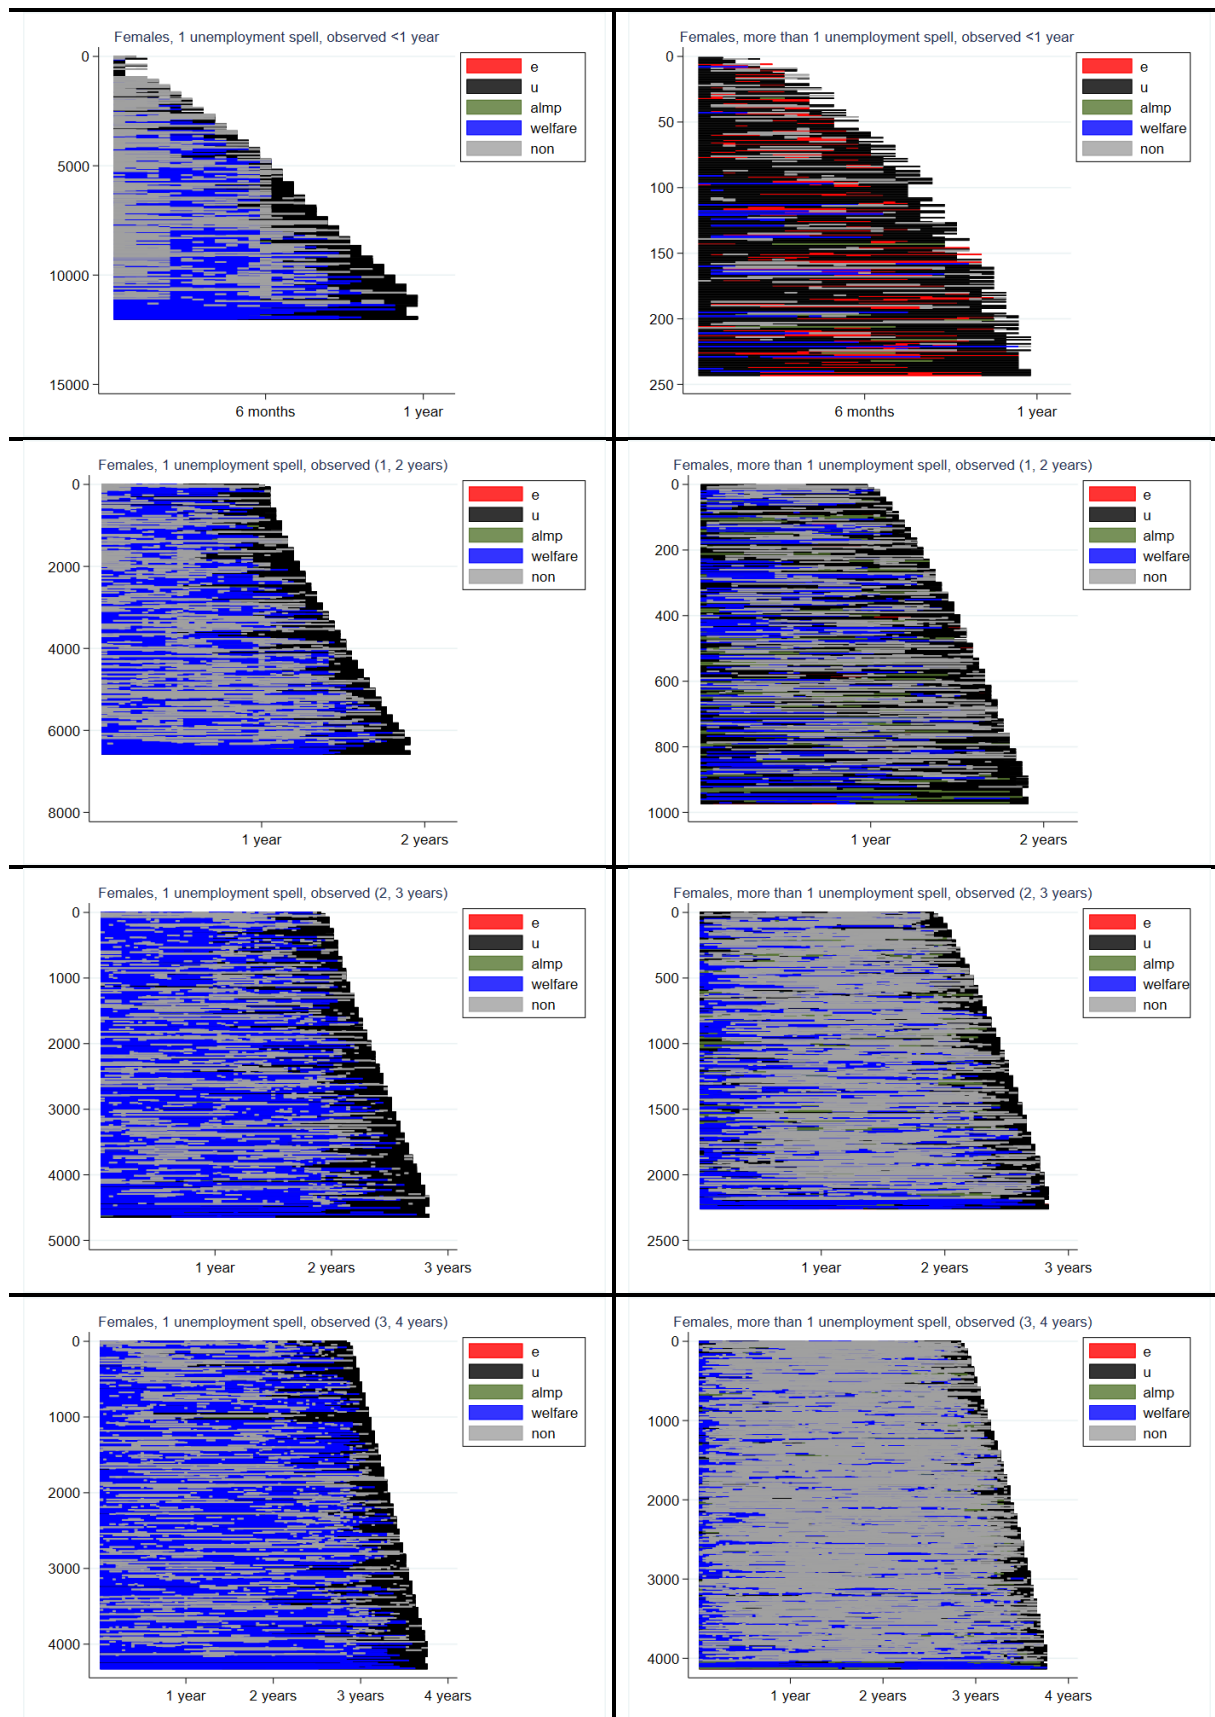 Females, 1 unemployment spell, observed <1 year
0
5000
10000
15000
6 months
1 year
e
u
almp
welfare
non
Females, more than 1 unemployment spell, observed <1 year
0
50
100
150
200
250
6 months
1 year
e
u
almp
welfare
non
Females, 1 unemployment spell, observed (1, 2 years)
0
2000
4000
6000
8000
1 year
2 years
e
u
almp
welfare
non
Females, more than 1 unemployment spell, observed (1, 2 years)
0
200
400
600
800
1000
1 year
2 years
e
u
almp
welfare
non
Females, 1 unemployment spell, observed (2, 3 years)
0
1000
2000
3000
4000
5000
1 year
2 years
3 years
e
u
almp
welfare
non
Females, more than 1 unemployment spell, observed (2, 3 years)
0
500
1000
1500
2000
2500
1 year
2 years
3 years
e
u
almp
welfare
non
Females, 1 unemployment spell, observed (3, 4 years)
0
1000
2000
3000
4000
1 year
2 years
3 years
4 years
e
u
almp
welfare
non
Females, more than 1 unemployment spell, observed (3, 4 years)
0
1000
2000
3000
4000
1 year
2 years
3 years
4 years
e
u
almp
welfare
non